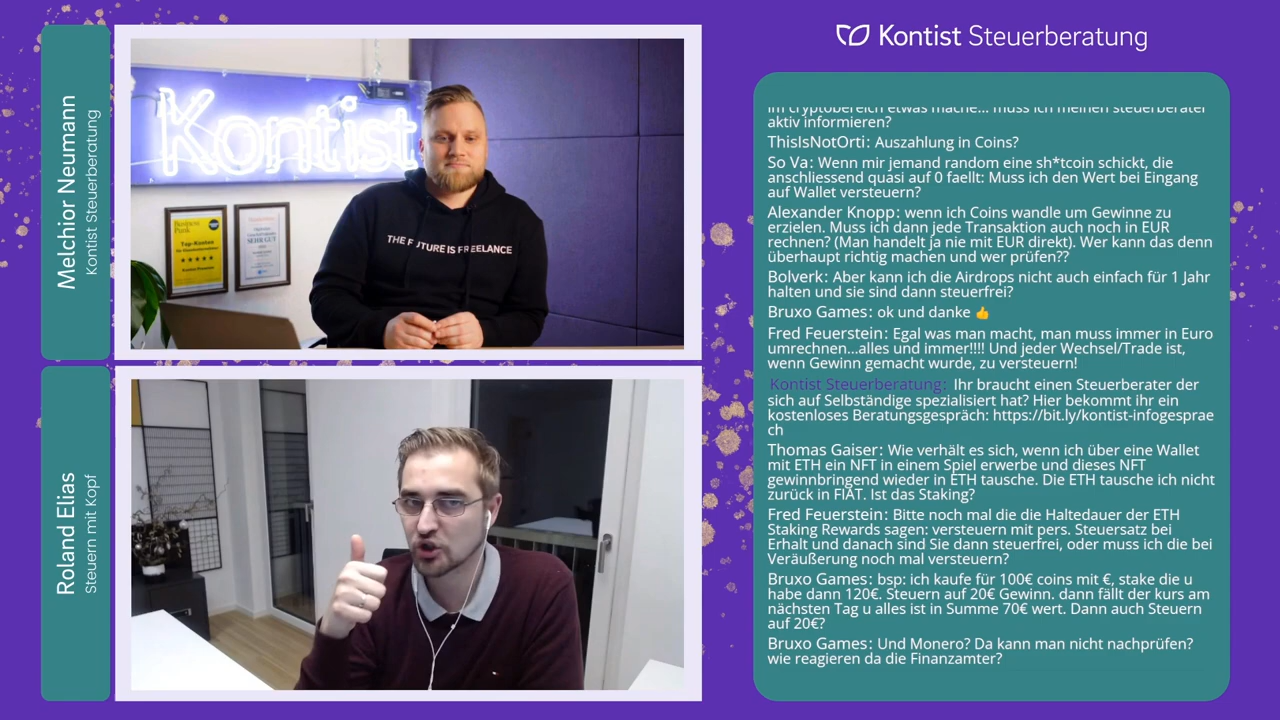 Melchior Neumann
Kontist Steuerberatung
Kontist
Business
Punk
Top-Konten
SEHR GUT
THE FUTURE IS FREELANCE
Roland Elias
Steuern mit Kopf
Kontist Steuerberatung
im cryptobereich etwas mache... muss ich meinen steuerberater
aktiv informieren?
ThisIsNotOrti: Auszahlung in Coins?
So Va: Wenn mir jemand random eine sh*tcoin schickt, die
anschliessend quasi auf 0 faellt: Muss ich den Wert bei Eingang
auf Wallet versteuern?
Alexander Knopp: wenn ich Coins wandle um Gewinne zu
erzielen. Muss ich dann jede Transaktion auch noch in EUR
rechnen? (Man handelt ja nie mit EUR direkt). Wer kann das denn
überhaupt richtig machen und wer prüfen??
Bolverk: Aber kann ich die Airdrops nicht auch einfach für 1 Jahr
halten und sie sind dann steuerfrei?
Bruxo Games: ok und danke 👍
Fred Feuerstein: Egal was man macht, man muss immer in Euro
umrechnen...alles und immer!!!! Und jeder Wechsel/Trade ist,
wenn Gewinn gemacht wurde, zu versteuern!
Kontist Steuerberatung: Ihr braucht einen Steuerberater der
sich auf Selbständige spezialisiert hat? Hier bekommt ihr ein
kostenloses Beratungsgespräch: https://bit.ly/kontist-infogesprae
ch
Thomas Gaiser: Wie verhält es sich, wenn ich über eine Wallet
mit ETH ein NFT in einem Spiel erwerbe und dieses NFT
gewinnbringend wieder in ETH tausche. Die ETH tausche ich nicht
zurück in FIAT. Ist das Staking?
Fred Feuerstein: Bitte noch mal die die Haltedauer der ETH
Staking Rewards sagen: versteuern mit pers. Steuersatz bei
Erhalt und danach sind Sie dann steuerfrei, oder muss ich die bei
Veräußerung noch mal versteuern?
Bruxo Games: bsp: ich kaufe für 100€ coins mit €, stake die u
habe dann 120€. Steuern auf 20€ Gewinn. dann fällt der kurs am
nächsten Tag u alles ist in Summe 70€ wert. Dann auch Steuern
auf 20€?
Bruxo Games: Und Monero? Da kann man nicht nachprüfen?
wie reagieren da die Finanzamter?